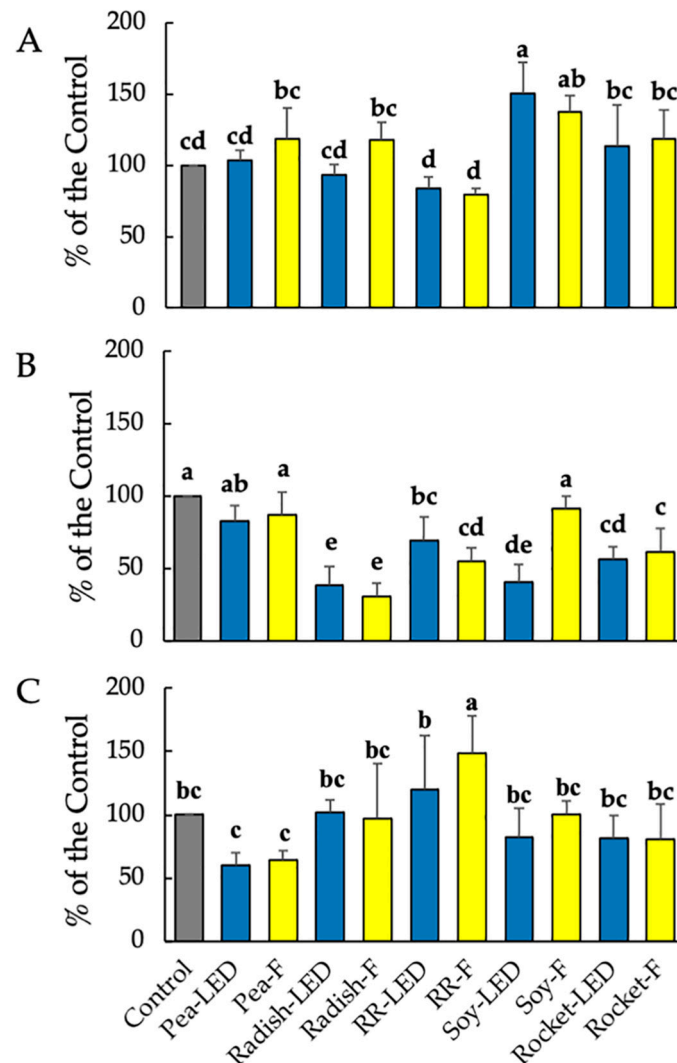 A
% of the Control
200
150
100
50
0
cd cd bc cd bc d d a ab bc bc
B
% of the Control
200
150
100
50
0
a ab a e e bc cd de a cd c
C
% of the Control
200
150
100
50
0
bc c c bc bc b a bc bc bc bc
Control Pea-LED Pea-F Radish-LED Radish-F RR-LED RR-F Soy-LED Soy-F Rocket-LED Rocket-F